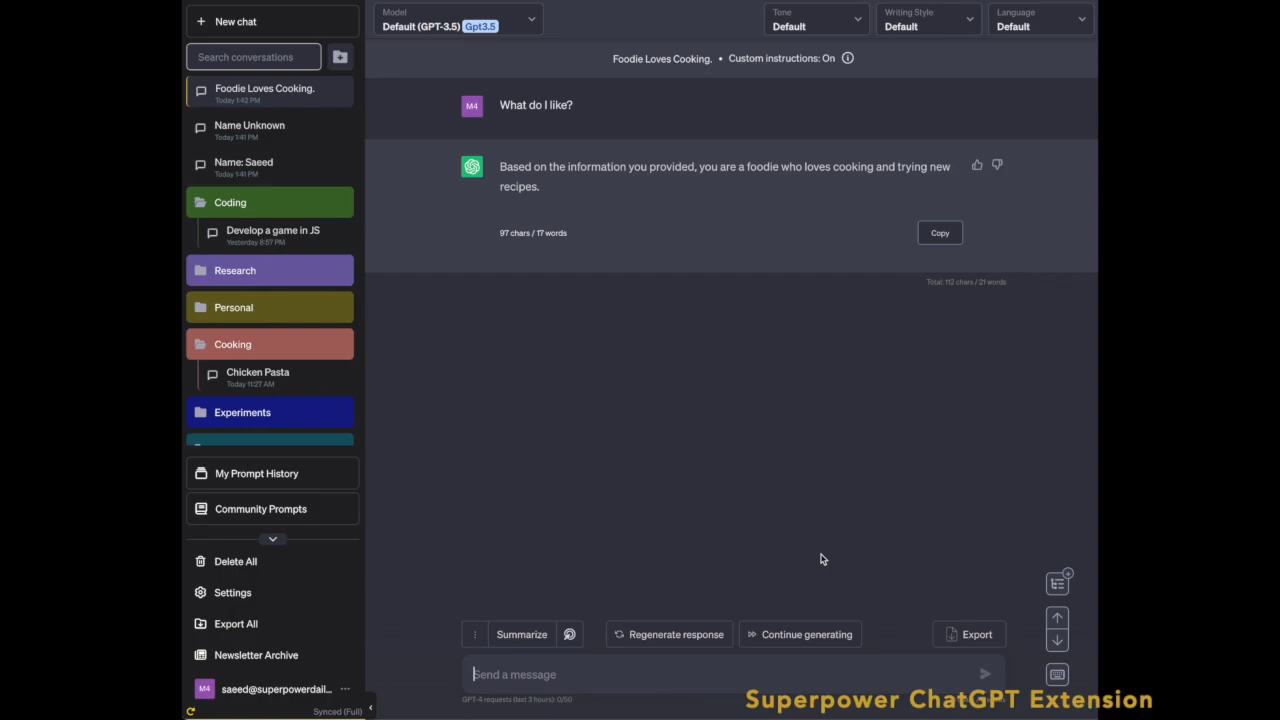 New chat
Search conversations
Foodie Loves Cooking.
Today 1:42 PM
Name Unknown
Today 1:41 PM
Name: Saeed
Today 1:41 PM
Coding
Develop a game in JS
Yesterday 8:57 PM
Research
Personal
Cooking
Chicken Pasta
Today 11:27 AM
Experiments
My Prompt History
Community Prompts
Delete All
Settings
Export All
Newsletter Archive
M4 saeed@superpowerdail...
Synced (Full)
Model
Default (GPT-3.5) Gpt3.5
Tone
Default
Writing Style
Default
Language
Default
Foodie Loves Cooking. • Custom instructions: On
M4 What do I like?
Based on the information you provided, you are a foodie who loves cooking and trying new
recipes.
97 chars / 17 words
Copy
Total: 112 chars / 21 words
Summarize
Regenerate response
Continue generating
Export
Send a message
GPT-4 requests (last 3 hours): 0/50
Superpower ChatGPT Extension